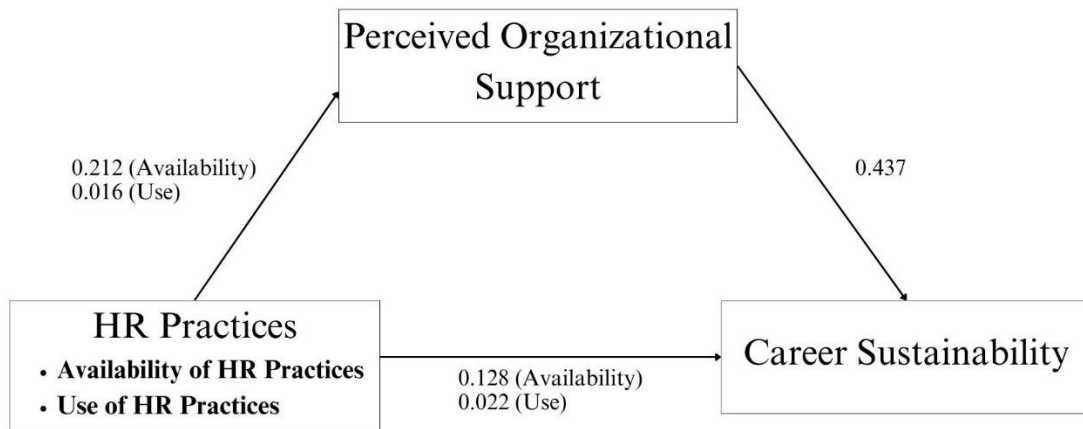 Perceived Organizational
Support
0.212 (Availability)
0.016 (Use)
0.437
HR Practices
• Availability of HR Practices
• Use of HR Practices
0.128 (Availability)
0.022 (Use)
Career Sustainability